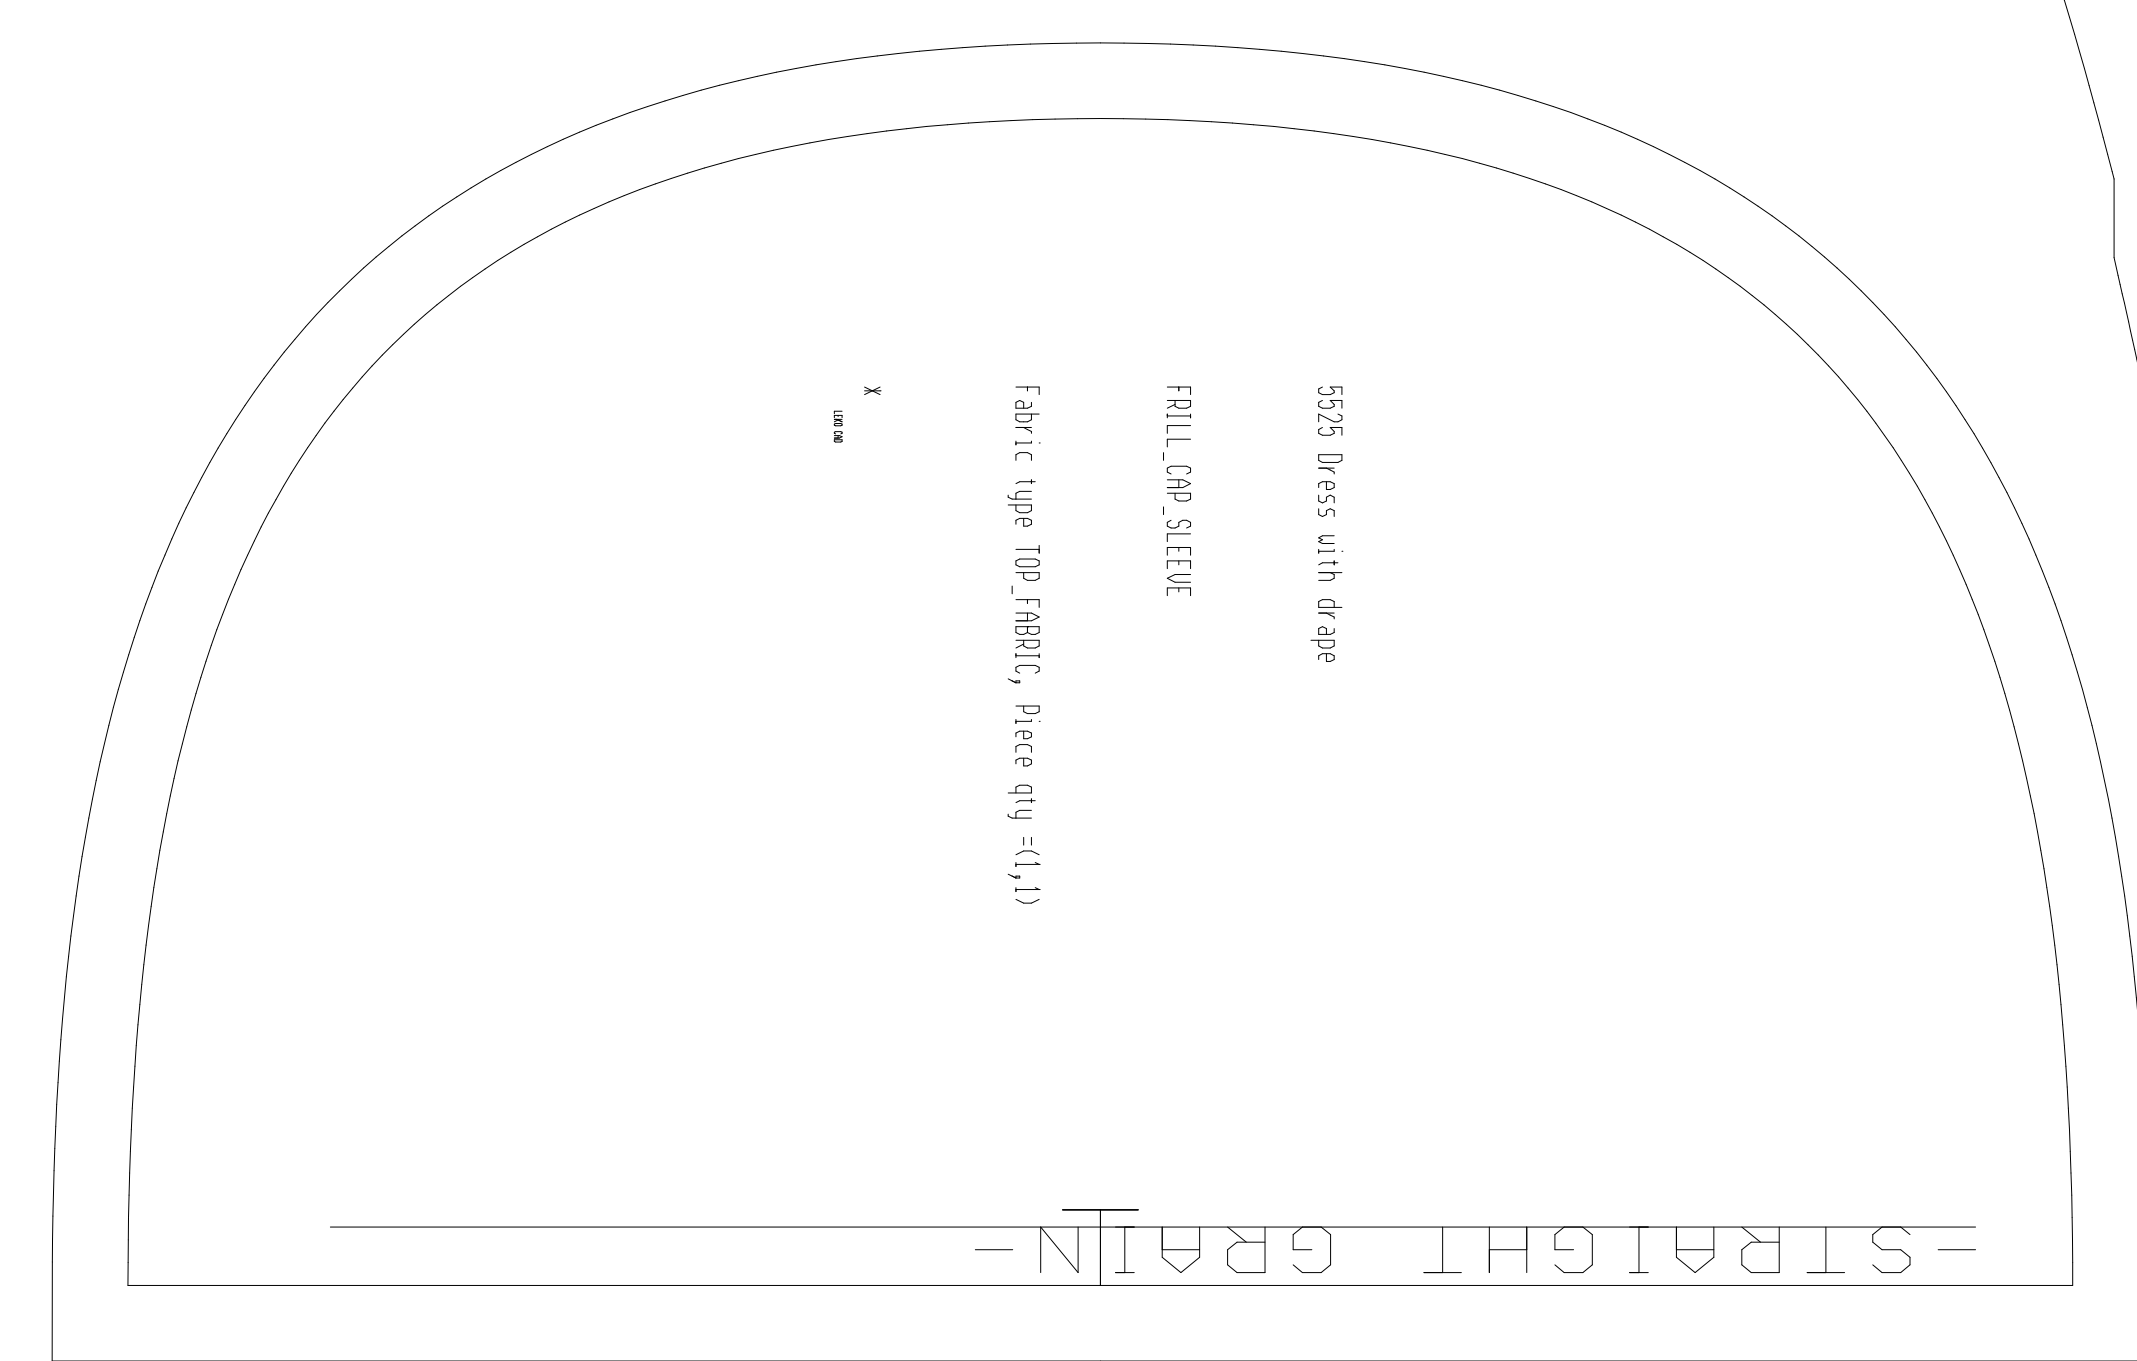 5525 Dress with drape
FRILL_CAP_SLEEVE
Fabric type TOP_FABRIC, Piece qty =(1,1)
*
LEKO CAD
-STRAIGHT GRAIN-